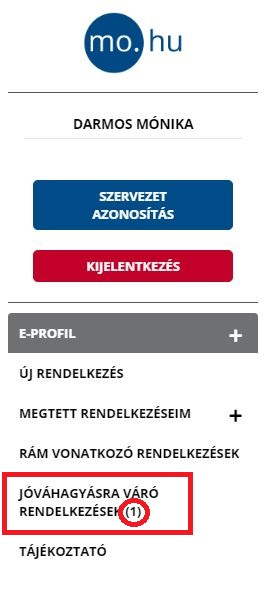 mo.hu
DARMOS MÓNIKA
SZERVEZET
AZONOSÍTÁS
KIJELENTKEZÉS
E-PROFIL +
ÚJ RENDELKEZÉS
MEGTETT RENDELKEZÉSEIM +
RÁM VONATKOZÓ RENDELKEZÉSEK
JÓVÁHAGYÁSRA VÁRÓ
RENDELKEZÉSEK (1)
TÁJÉKOZTATÓ